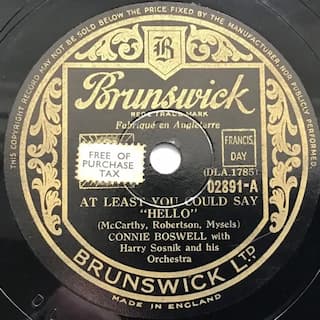 THIS COPYRIGHT RECORD MAY NOT BE SOLD BELOW THE PRICE FIXED BY THE MANUFACTURER, NOR PUBLICLY PERFORMED
B
Brunswick
REGD TRADE MARK
Fabriqué en Angleterre
FREE OF
PURCHASE
TAX
FRANCIS,
DAY
(DLA.1785)
02891-A
AT LEAST YOU COULD SAY
"HELLO"
(McCarthy, Robertson, Mysels)
CONNIE BOSWELL with
Harry Sosnik and his
Orchestra
BRUNSWICK LTD.
MADE IN ENGLAND